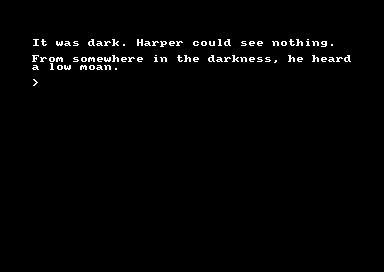 It was dark. Harper could see nothing.
From somewhere in the darkness, he heard
a low moan.
>